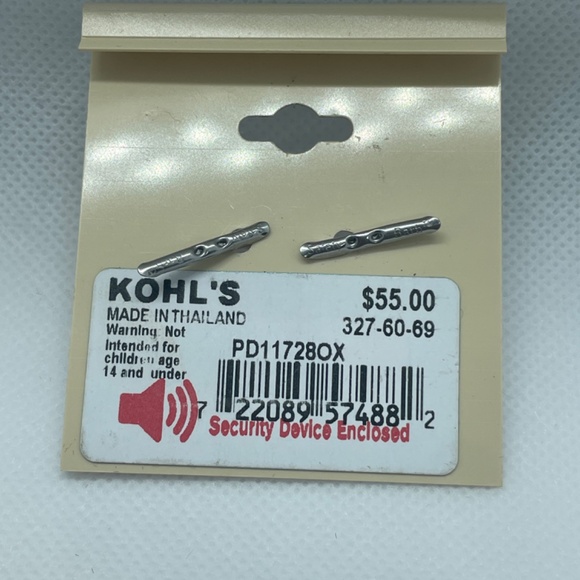 KOHL'S
$55.00
MADE IN THAILAND
327-60-69
Warning: Not
Intended for
children age
14 and under
PD11728OX
7 22089 57488 2
Security Device Enclosed